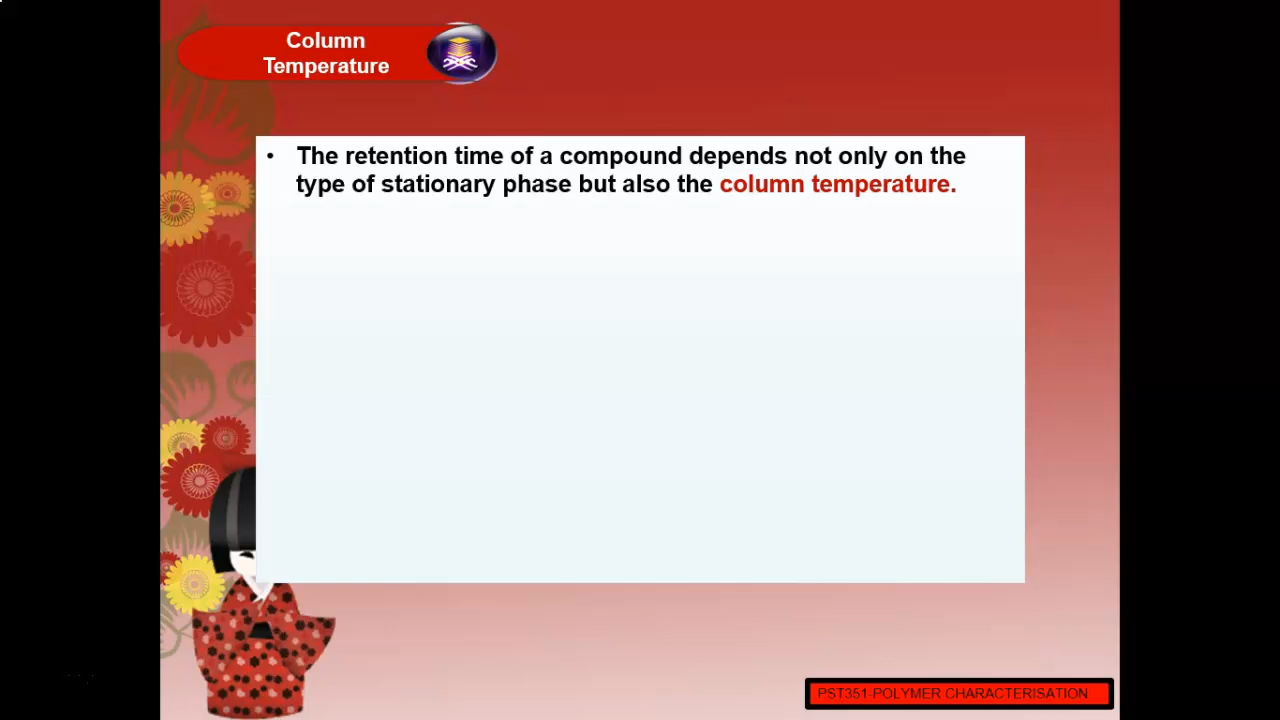 Column
Temperature
• The retention time of a compound depends not only on the
type of stationary phase but also the column temperature.
PST351-POLYMER CHARACTERISATION